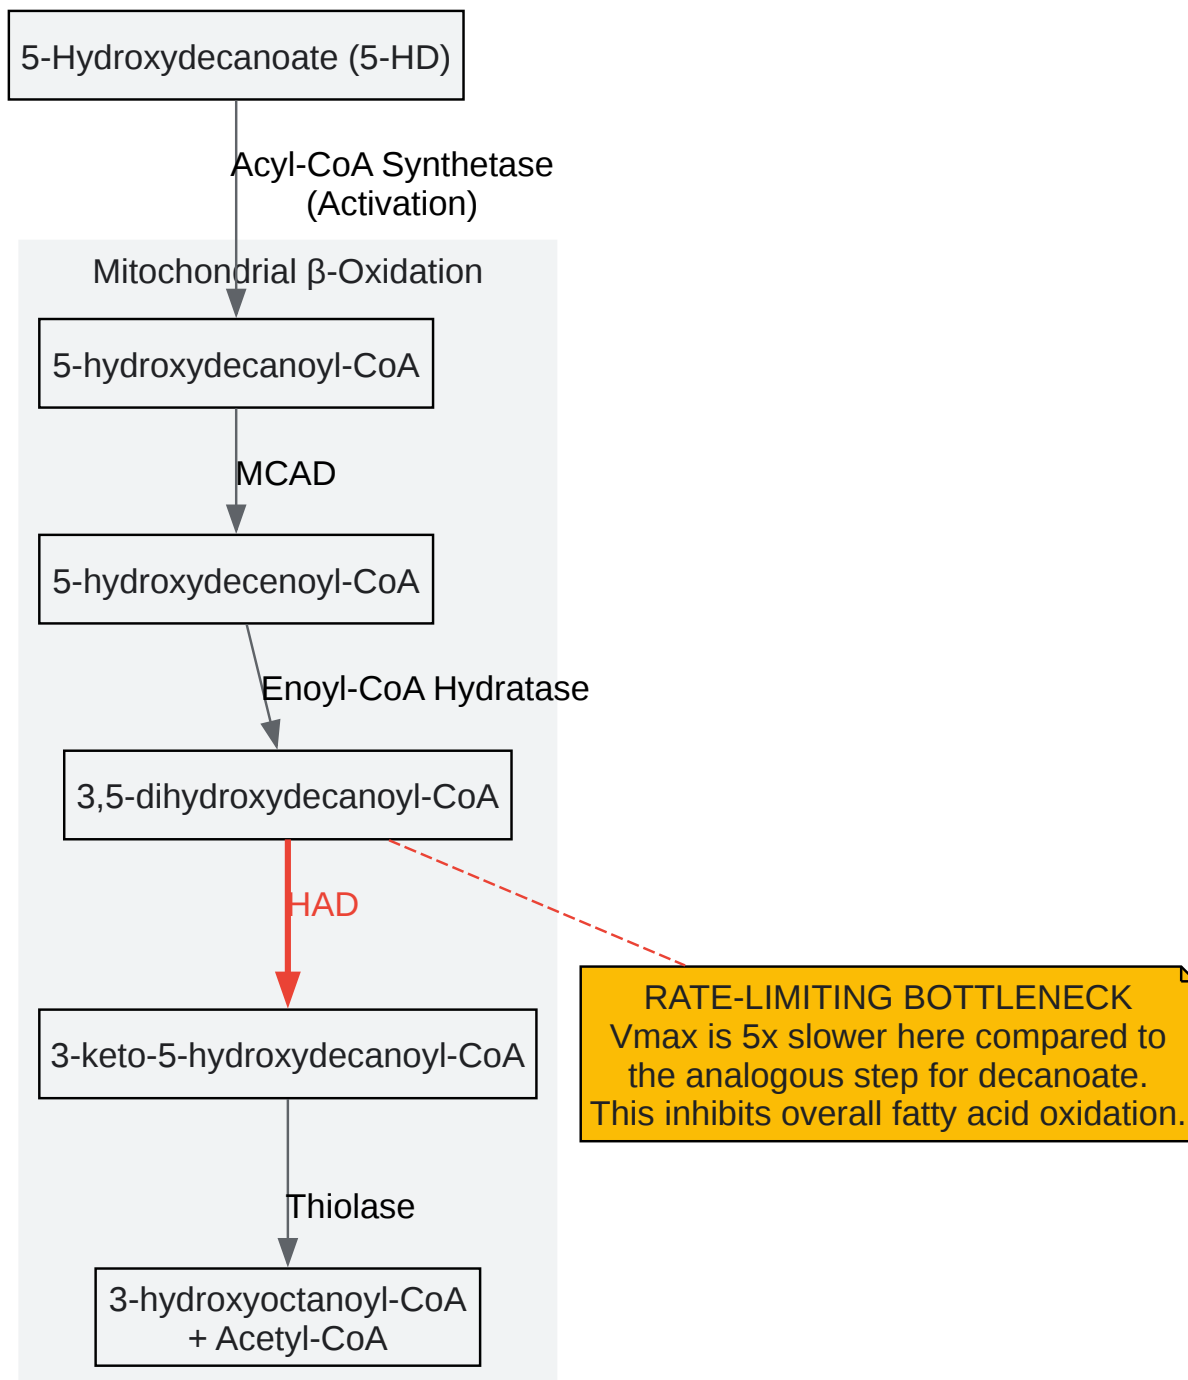 5-Hydroxydecanoate (5-HD)
Acyl-CoA Synthetase
(Activation)
Mitochondrial β-Oxidation
5-hydroxydecanoyl-CoA
MCAD
5-hydroxydecenoyl-CoA
Enoyl-CoA Hydratase
3,5-dihydroxydecanoyl-CoA
HAD
RATE-LIMITING BOTTLENECK
Vmax is 5x slower here compared to
the analogous step for decanoate.
This inhibits overall fatty acid oxidation.
3-keto-5-hydroxydecanoyl-CoA
Thiolase
3-hydroxyoctanoyl-CoA
+ Acetyl-CoA